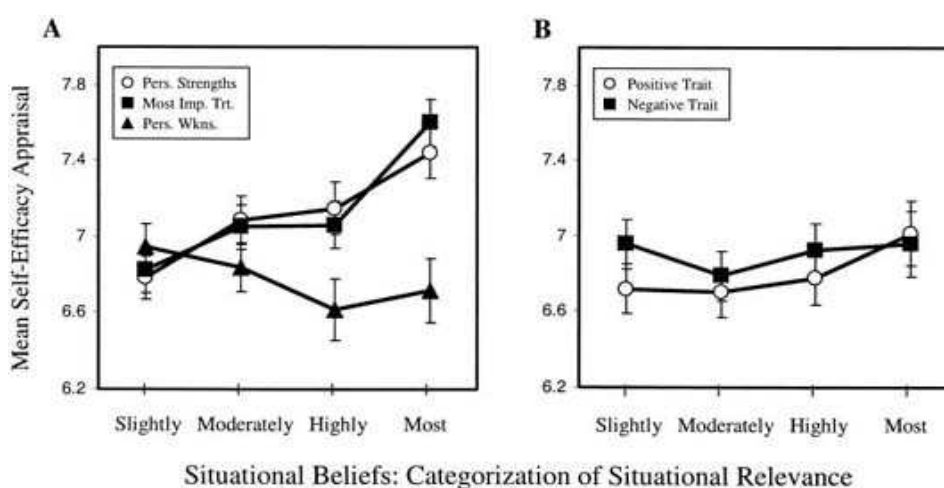 A
B
Mean Self-Efficacy Appraisal
7.8
7.4
7
6.6
6.2
Pers. Strengths
Most Imp. Trt.
Pers. Wkns.
Slightly Moderately Highly Most
7.8
7.4
7
6.6
6.2
Positive Trait
Negative Trait
Slightly Moderately Highly Most
Situational Beliefs: Categorization of Situational Relevance